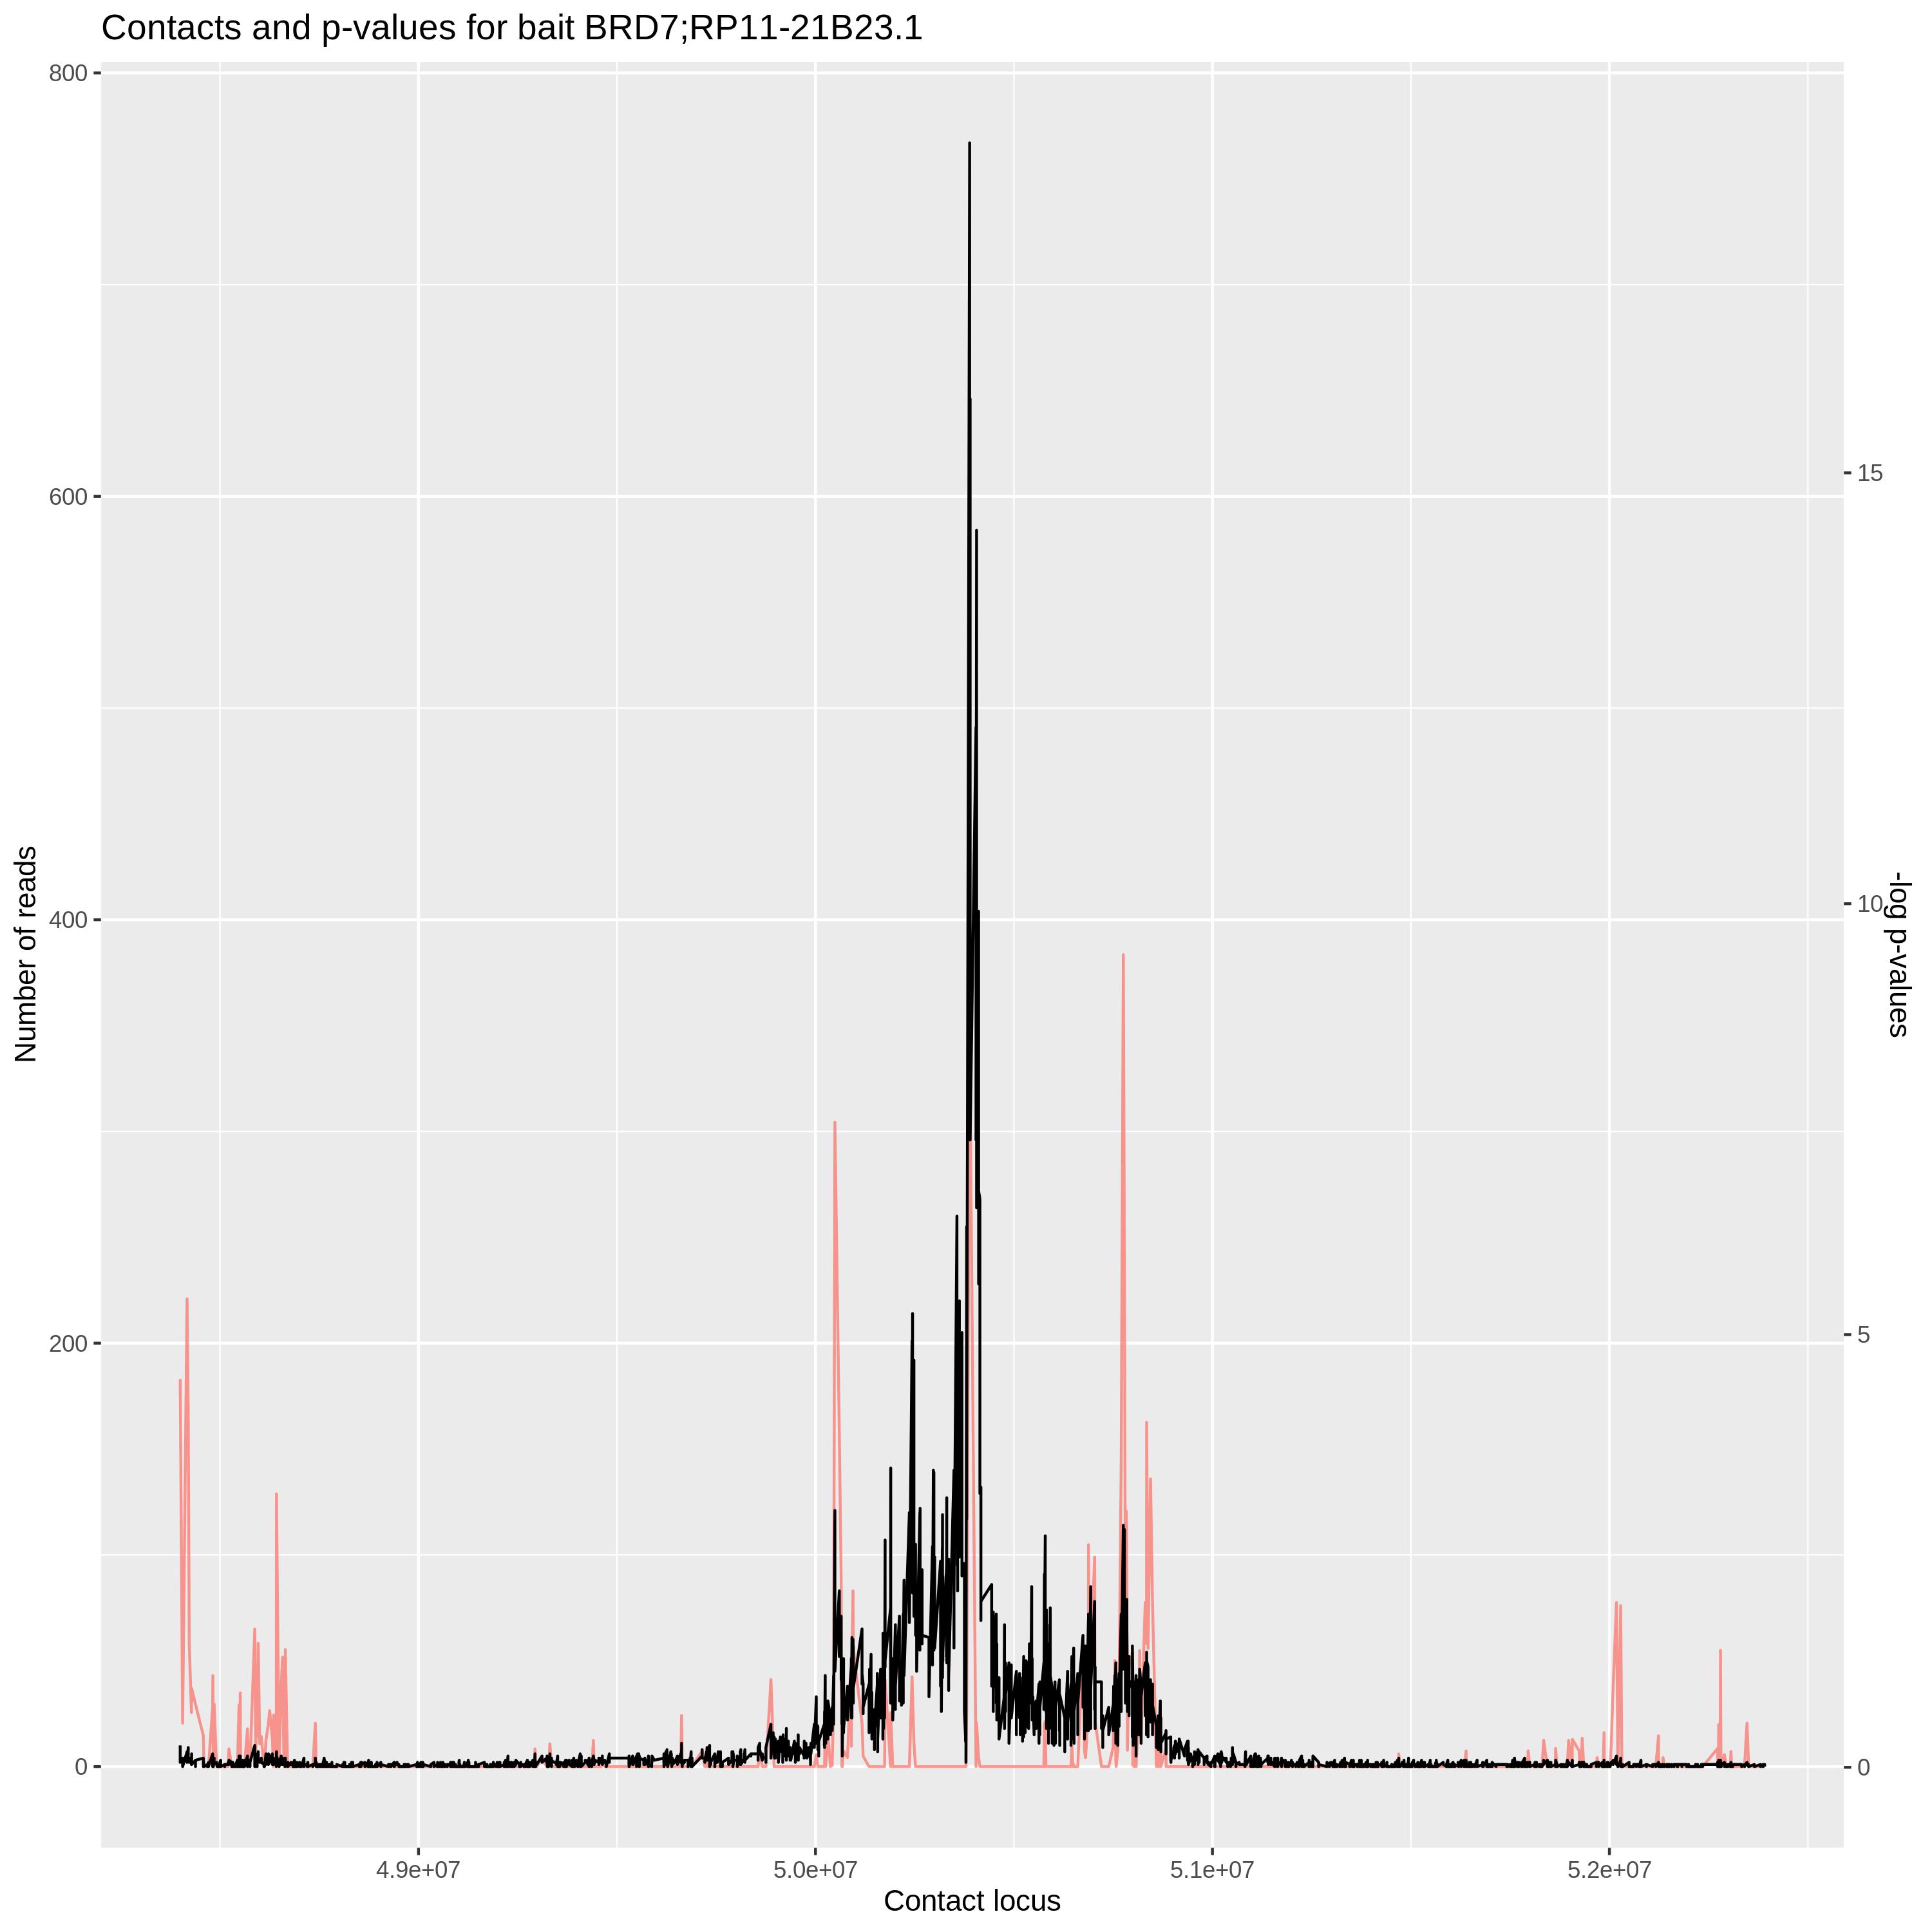 Contacts and p-values for bait BRD7;RP11-21B23.1
800
600
400
200
0
Number of reads
15
10
5
0
-log p-values
4.9e+07
5.0e+07
5.1e+07
5.2e+07
Contact locus